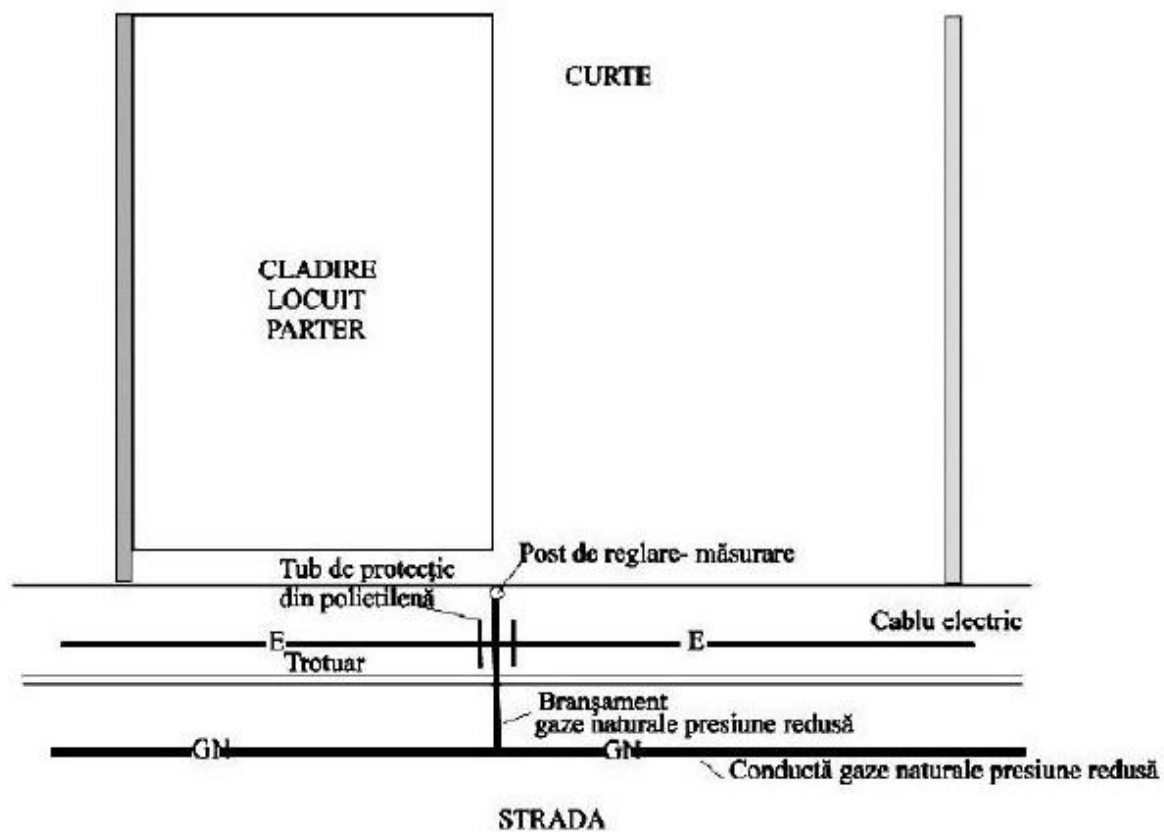 CURTE
CLADIRE
LOCUIT
PARTER
Post de reglare- măsurare
Tub de protecție
din polietilenă
Cablu electric
E
E
Trotuar
Branşament
gaze naturale presiune redusă
GN
GN
Conductă gaze naturale presiune redusă
STRADA